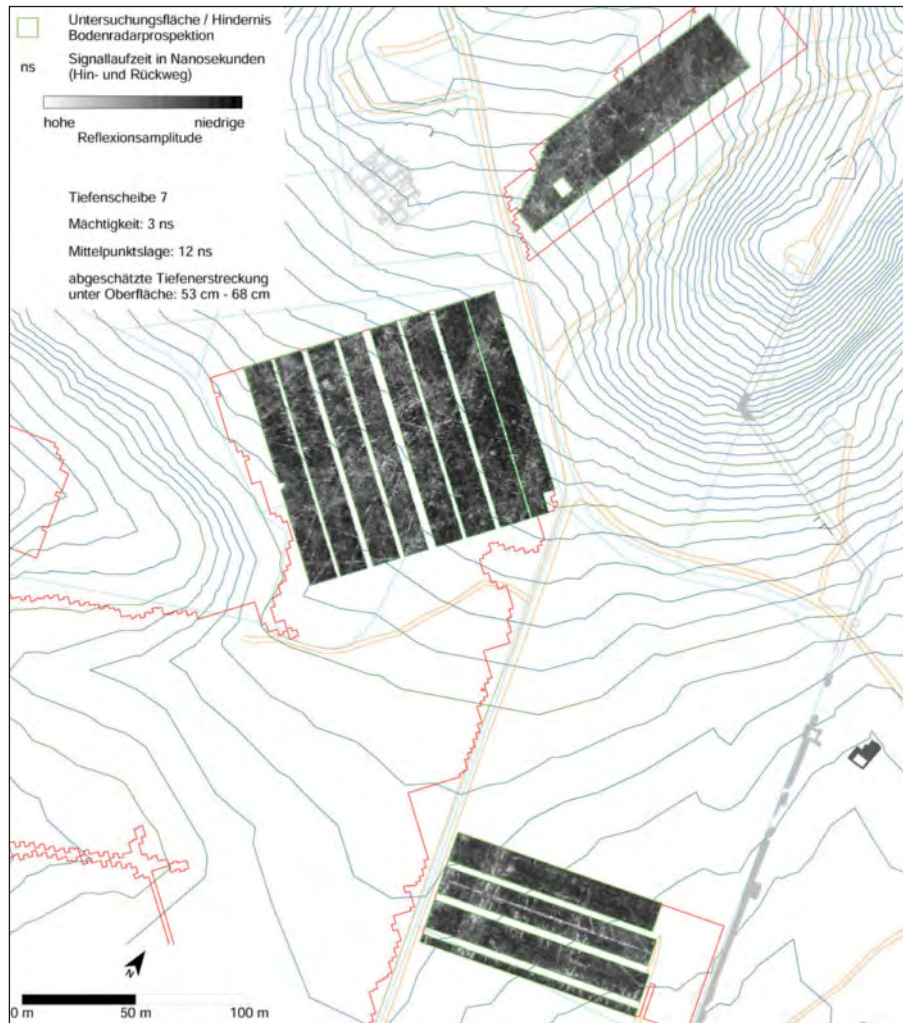 Untersuchungsfläche / Hindernis
Bodenradarprospektion
ns
Signallaufzeit in Nanosekunden
(Hin- und Rückweg)
hohe niedrige
Reflexionsamplitude
Tiefenscheibe 7
Mächtigkeit: 3 ns
Mittelpunktslage: 12 ns
abgeschätzte Tiefenerstreckung
unter Oberfläche: 53 cm - 68 cm
N
0 m 50 m 100 m